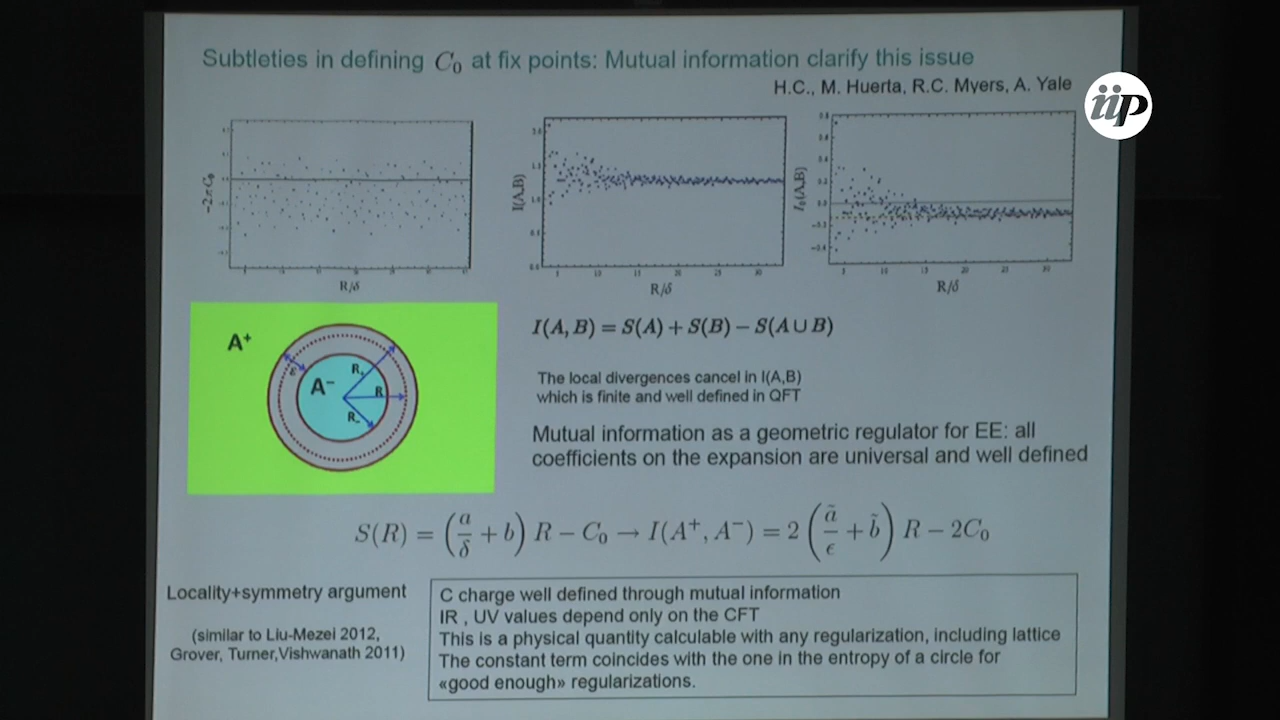 Subtleties in defining C₀ at fix points: Mutual information clarify this issue
H.C., M. Huerta, R.C. Myers, A. Yale
iip
-2πC₀
R/δ
I(A,B)
R/δ
I₀(A,B)
R/δ
A⁺
A⁻
ε
R₊
R
R₋
I(A, B) = S(A) + S(B) − S(A ∪ B)
The local divergences cancel in I(A,B)
which is finite and well defined in QFT
Mutual information as a geometric regulator for EE: all
coefficients on the expansion are universal and well defined
S(R) = (a/δ + b) R − C₀ → I(A⁺, A⁻) = 2 (ã/ϵ + b̃) R − 2C₀
Locality+symmetry argument
(similar to Liu-Mezei 2012,
Grover, Turner,Vishwanath 2011)
C charge well defined through mutual information
IR , UV values depend only on the CFT
This is a physical quantity calculable with any regularization, including lattice
The constant term coincides with the one in the entropy of a circle for
«good enough» regularizations.